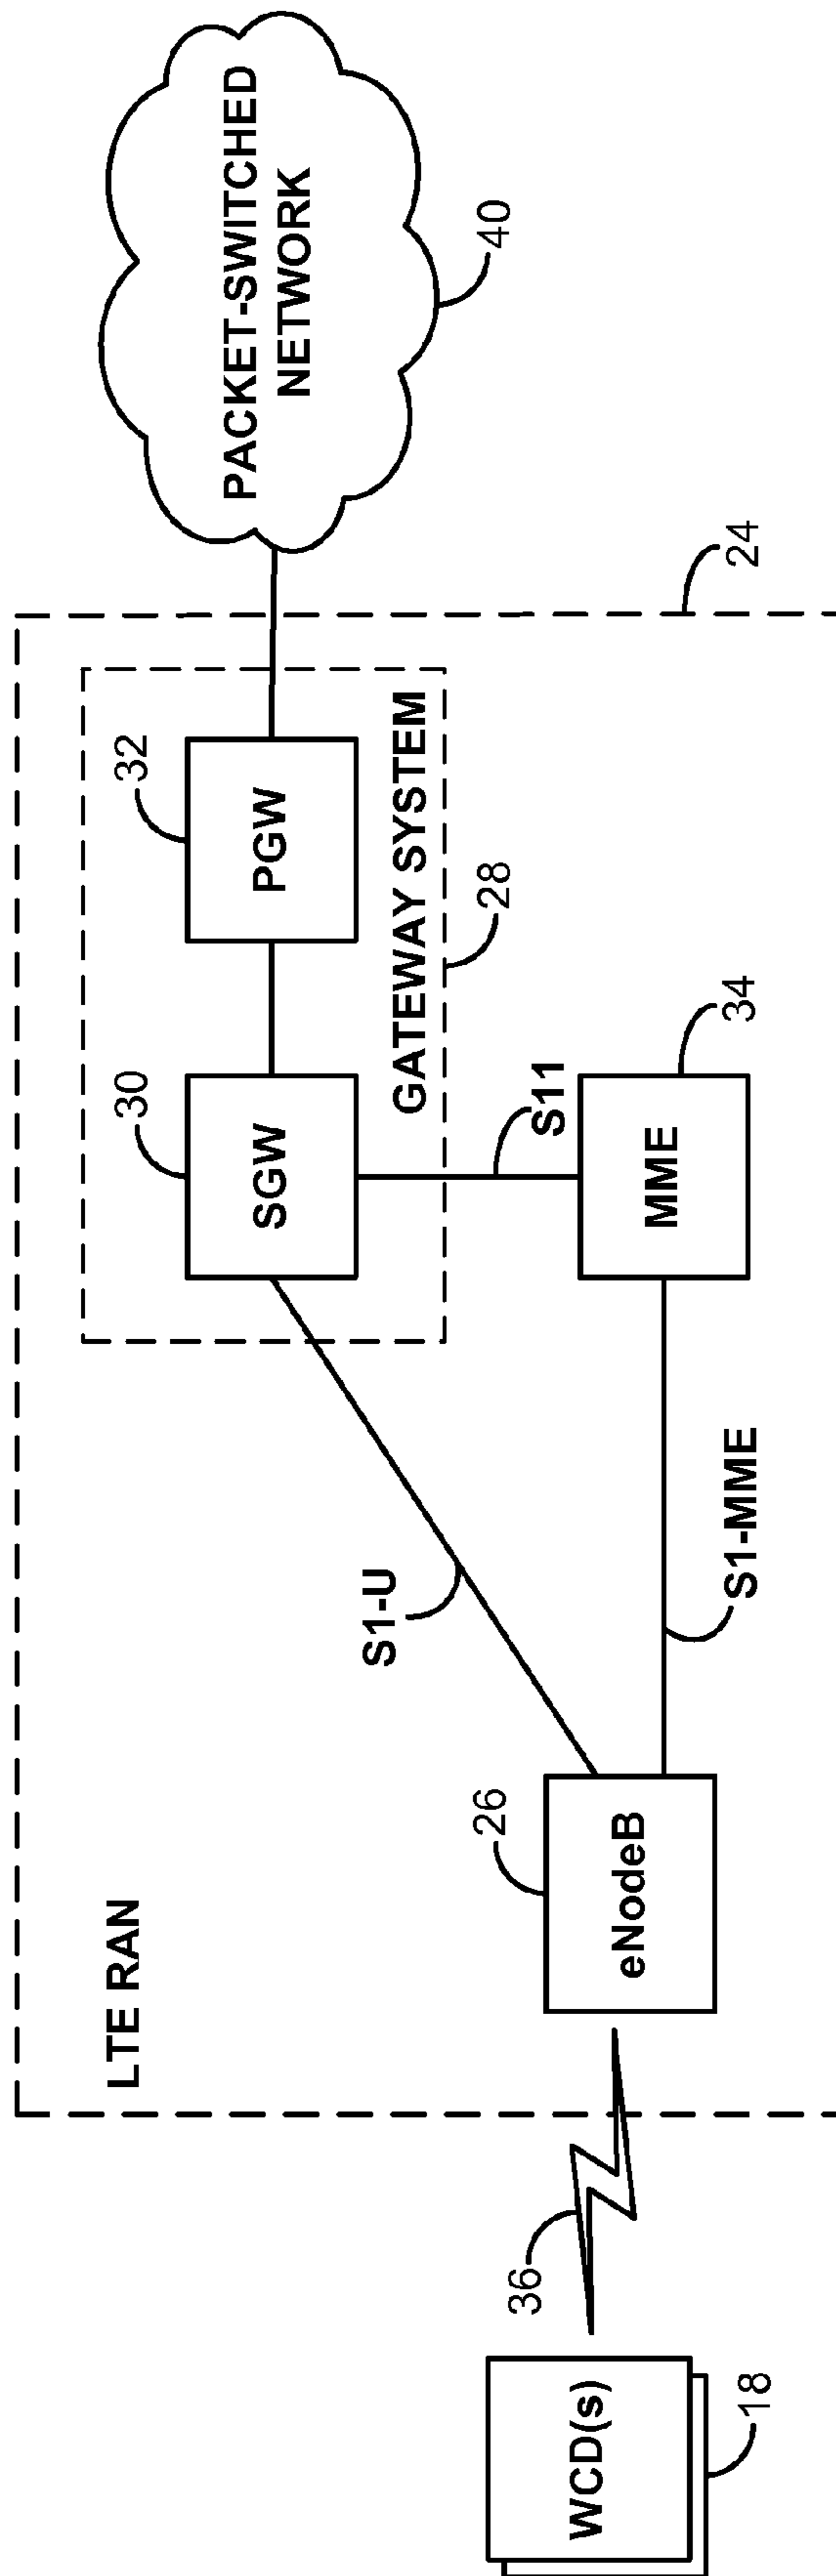 LTE RAN
WCD(s)
18
36
eNodeB
26
S1-U
S1-MME
SGW
30
PGW
32
GATEWAY SYSTEM
28
S11
MME
34
24
PACKET-SWITCHED
NETWORK
40